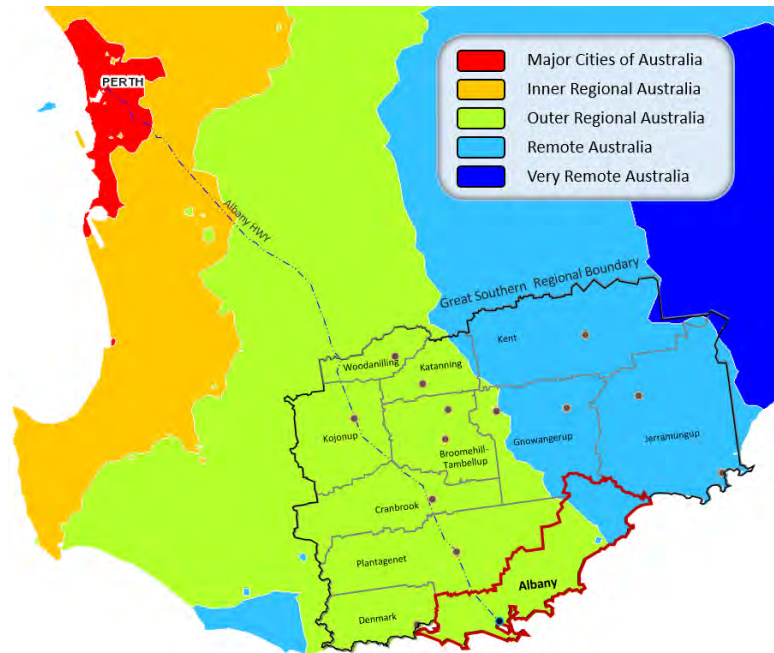 Major Cities of Australia
PERTH
Inner Regional Australia
Outer Regional Australia
Remote Australia
Very Remote Australia
Albany HWY
Great Southern Regional Boundary
Kent
Woodanilling
Katanning
Kojonup
Gnowangerup
Jerramungup
Broomehill-
Tambellup
Cranbrook
Plantagenet
Albany
Denmark